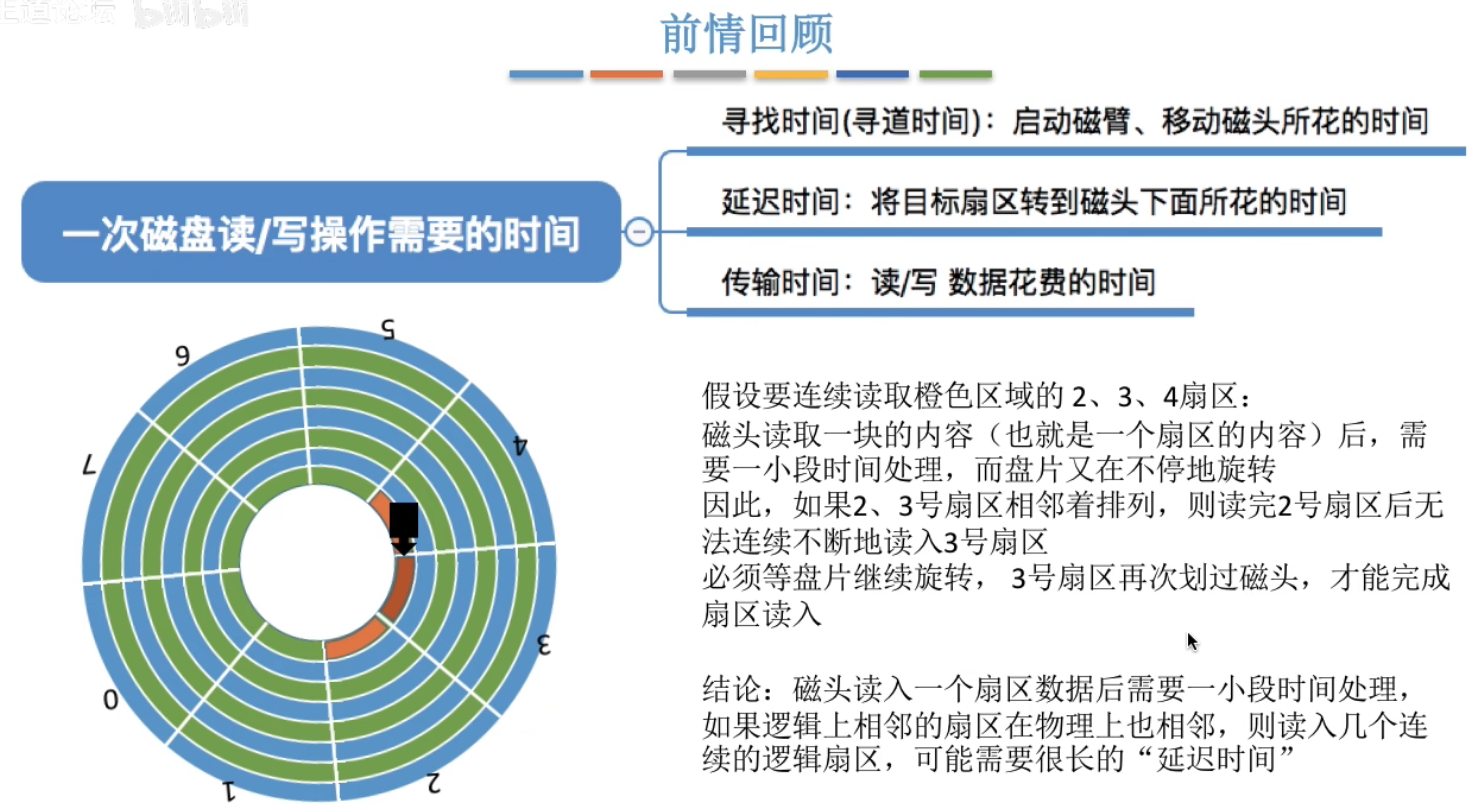 王道论坛 bilibili
前情回顾
寻找时间(寻道时间)：启动磁臂、移动磁头所花的时间
延迟时间：将目标扇区转到磁头下面所花的时间
一次磁盘读/写操作需要的时间
传输时间：读/写 数据花费的时间
5
6
4
7
3
0
2
1
假设要连续读取橙色区域的 2、3、4扇区：
磁头读取一块的内容（也就是一个扇区的内容）后，需
要一小段时间处理，而盘片又在不停地旋转
因此，如果2、3号扇区相邻着排列，则读完2号扇区后无
法连续不断地读入3号扇区
必须等盘片继续旋转， 3号扇区再次划过磁头，才能完成
扇区读入
结论：磁头读入一个扇区数据后需要一小段时间处理，
如果逻辑上相邻的扇区在物理上也相邻，则读入几个连
续的逻辑扇区，可能需要很长的“延迟时间”